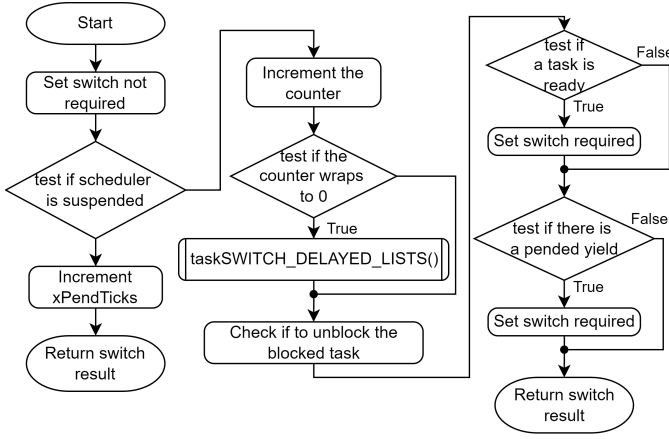 Start
Set switch not
required
test if scheduler
is suspended
Increment
xPendTicks
Return switch
result
Increment the
counter
test if the
counter wraps
to 0
True
taskSWITCH_DELAYED_LISTS()
Check if to unblock the
blocked task
test if
a task is
ready
False
True
Set switch required
test if there is
a pended yield
False
True
Set switch required
Return switch
result